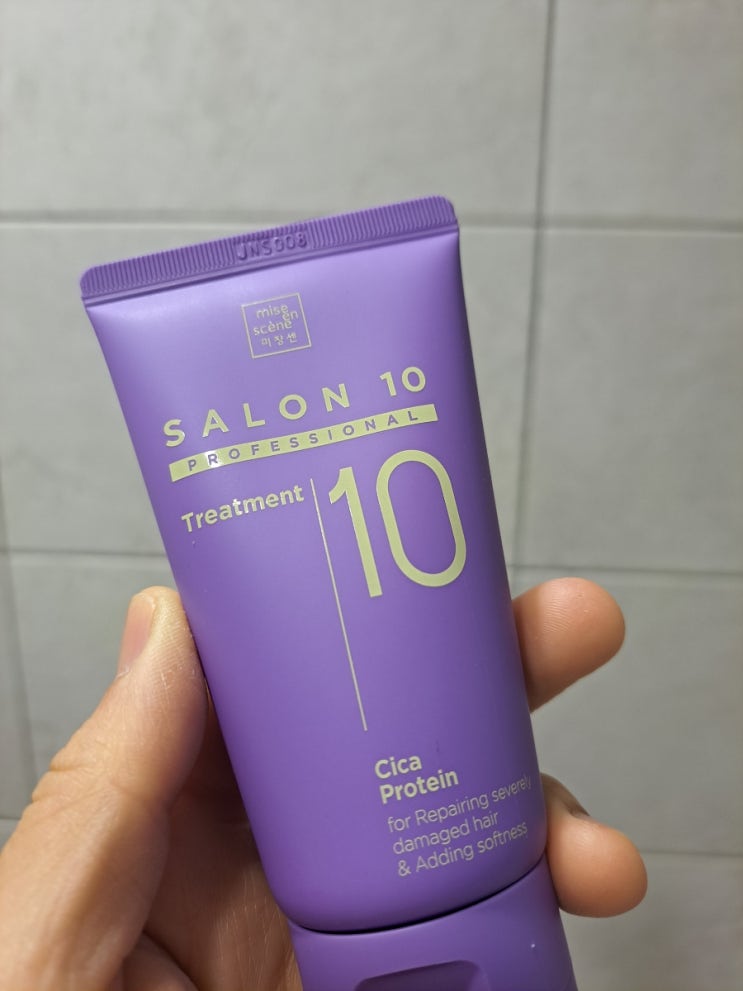 JNS008
mise
en
scène
미장센
SALON 10
PROFESSIONAL
Treatment
10
Cica
Protein
for Repairing severely
damaged hair
& Adding softness